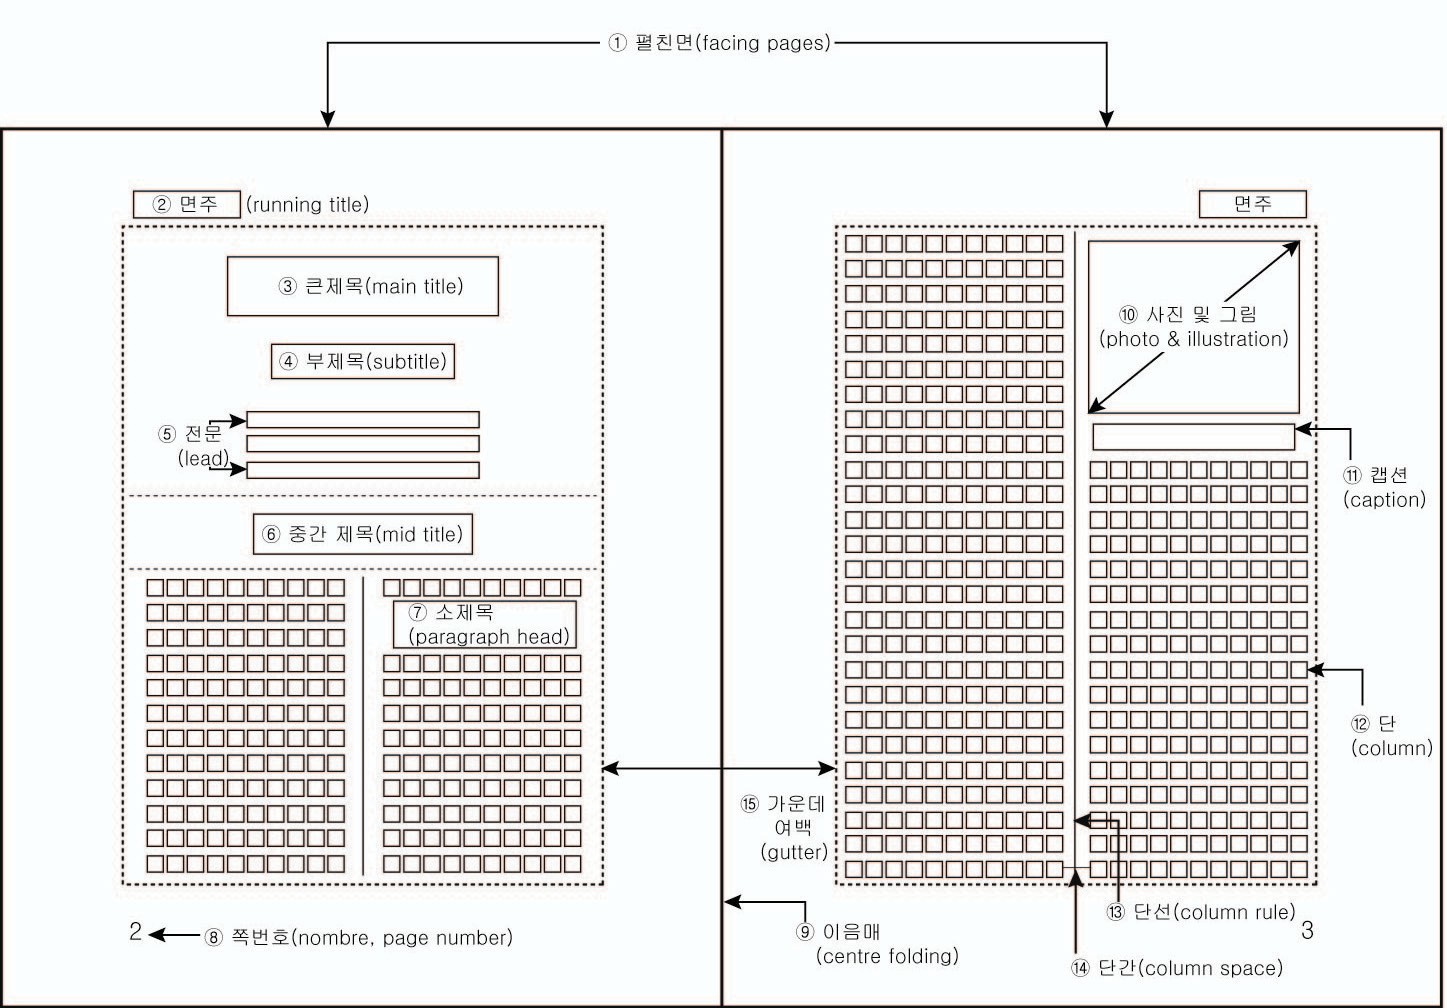 ① 펼친면(facing pages)
② 면주 (running title)
③ 큰제목(main title)
④ 부제목(subtitle)
⑤ 전문
(lead)
⑥ 중간 제목(mid title)
⑦ 소제목
(paragraph head)
2
⑧ 쪽번호(nombre, page number)
면주
⑩ 사진 및 그림
(photo & illustration)
⑪ 캡션
(caption)
⑫ 단
(column)
⑮ 가운데
여백
(gutter)
⑬ 단선(column rule)
3
⑨ 이음매
(centre folding)
⑭ 단간(column space)